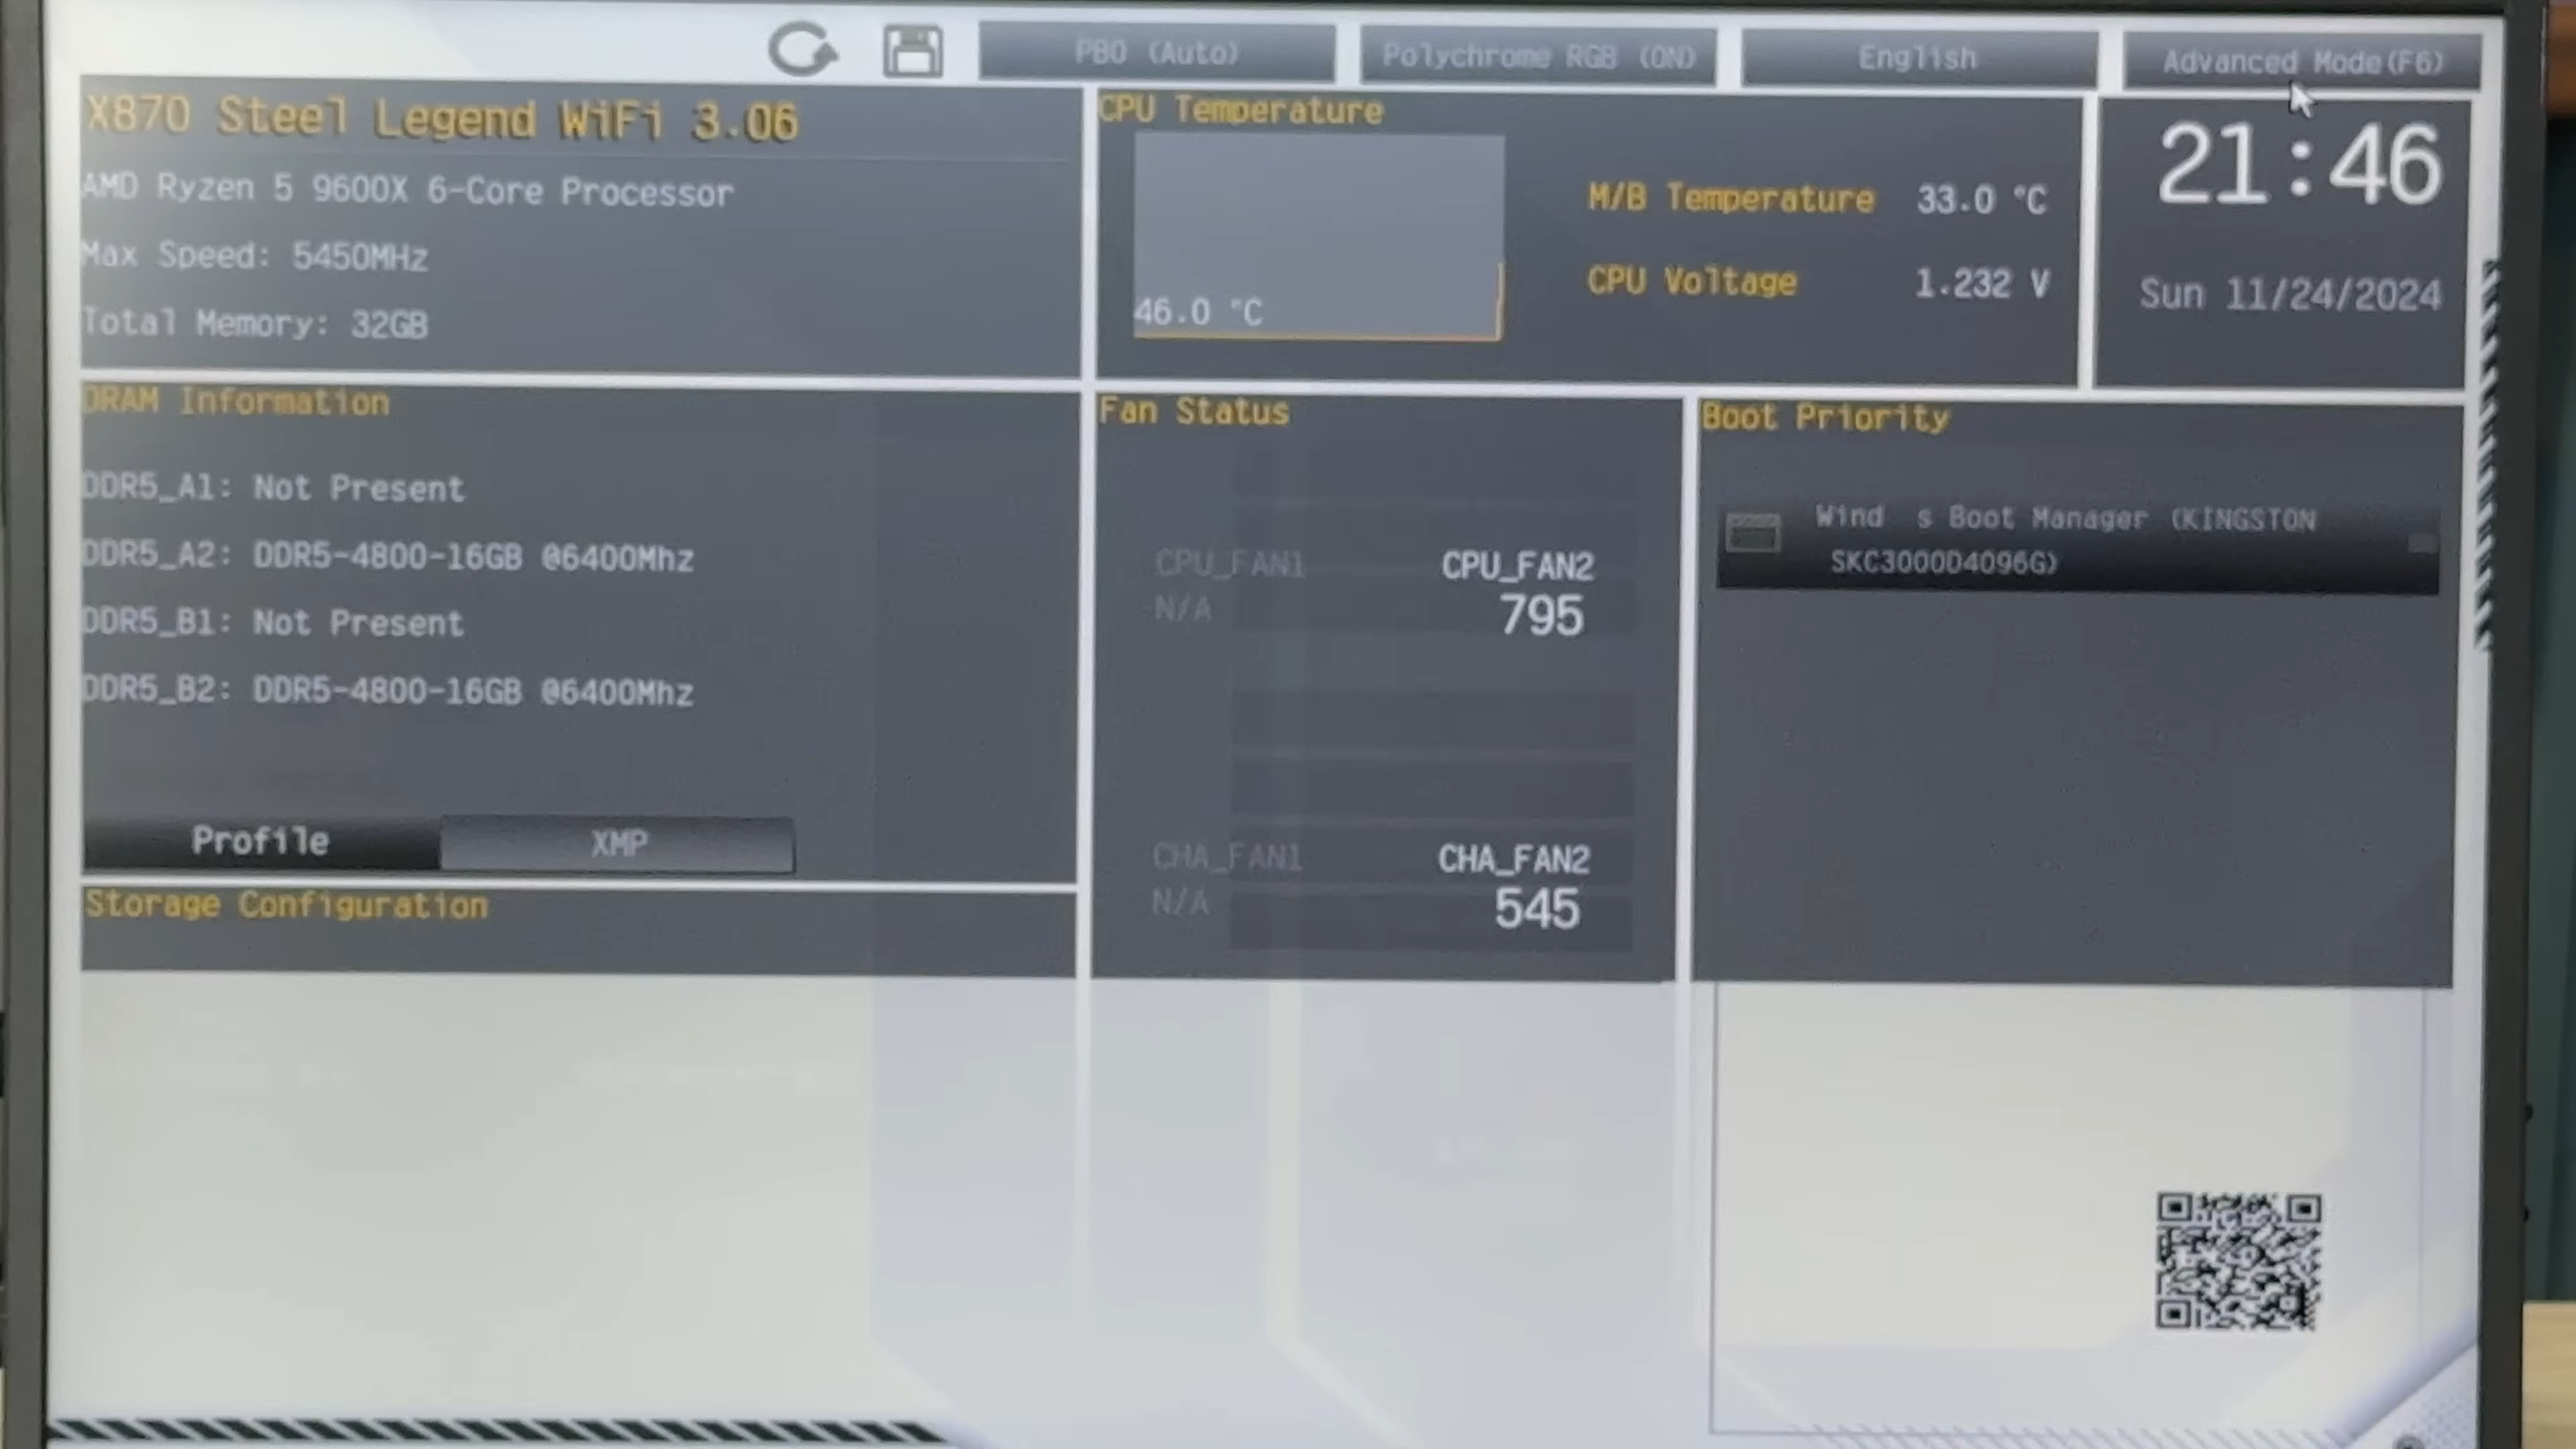 PBO (Auto)
Polychrome RGB (ON)
English
Advanced Mode(F6)
X870 Steel Legend WiFi 3.06
AMD Ryzen 5 9600X 6-Core Processor
Max Speed: 5450MHz
Total Memory: 32GB
CPU Temperature
46.0 °C
M/B Temperature 33.0 °C
CPU Voltage 1.232 V
21:46
Sun 11/24/2024
DRAM Information
DDR5_A1: Not Present
DDR5_A2: DDR5-4800-16GB @6400Mhz
DDR5_B1: Not Present
DDR5_B2: DDR5-4800-16GB @6400Mhz
Profile XMP
Storage Configuration
Fan Status
CPU_FAN1 CPU_FAN2
N/A 795
CHA_FAN1 CHA_FAN2
N/A 545
Boot Priority
Wind s Boot Manager (KINGSTON
SKC3000D4096G)